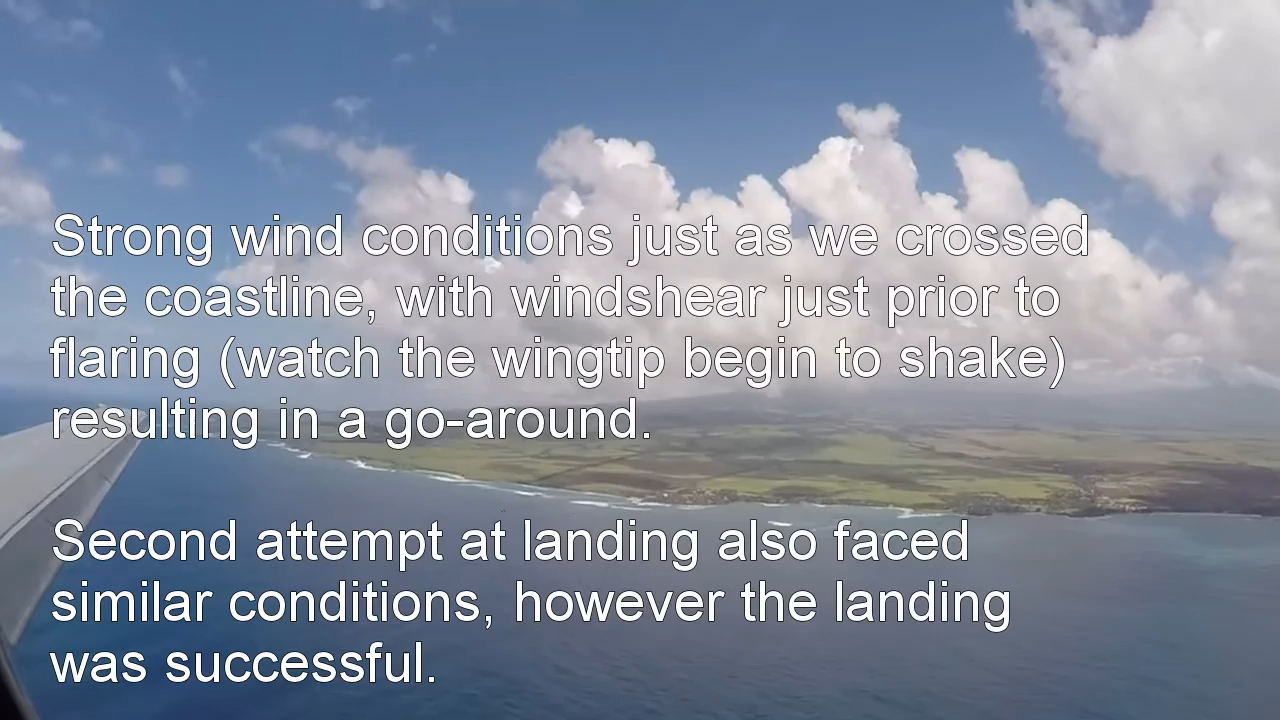 Strong wind conditions just as we crossed
the coastline, with windshear just prior to
flaring (watch the wingtip begin to shake)
resulting in a go-around.
Second attempt at landing also faced
similar conditions, however the landing
was successful.